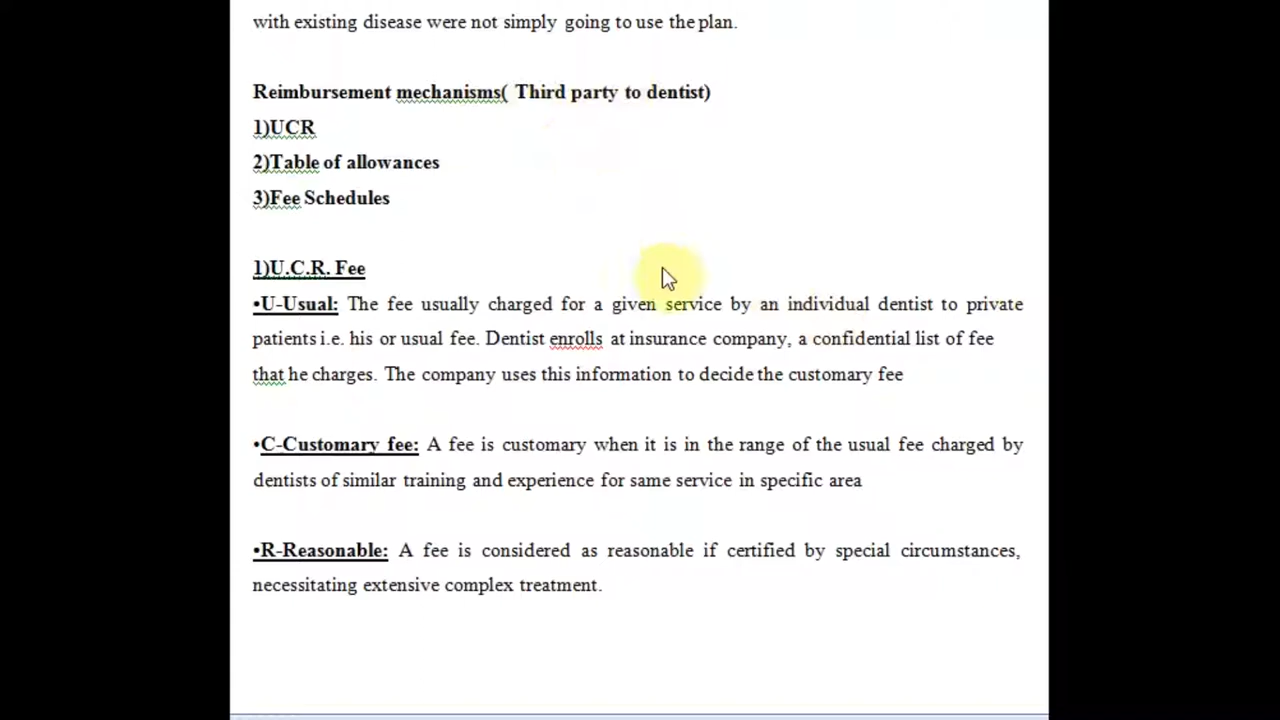 with existing disease were not simply going to use the plan.
Reimbursement mechanisms( Third party to dentist)
1)UCR
2)Table of allowances
3)Fee Schedules
1)U.C.R. Fee
•U-Usual: The fee usually charged for a given service by an individual dentist to private
patients i.e. his or usual fee. Dentist enrolls at insurance company, a confidential list of fee
that he charges. The company uses this information to decide the customary fee
•C-Customary fee: A fee is customary when it is in the range of the usual fee charged by
dentists of similar training and experience for same service in specific area
•R-Reasonable: A fee is considered as reasonable if certified by special circumstances,
necessitating extensive complex treatment.